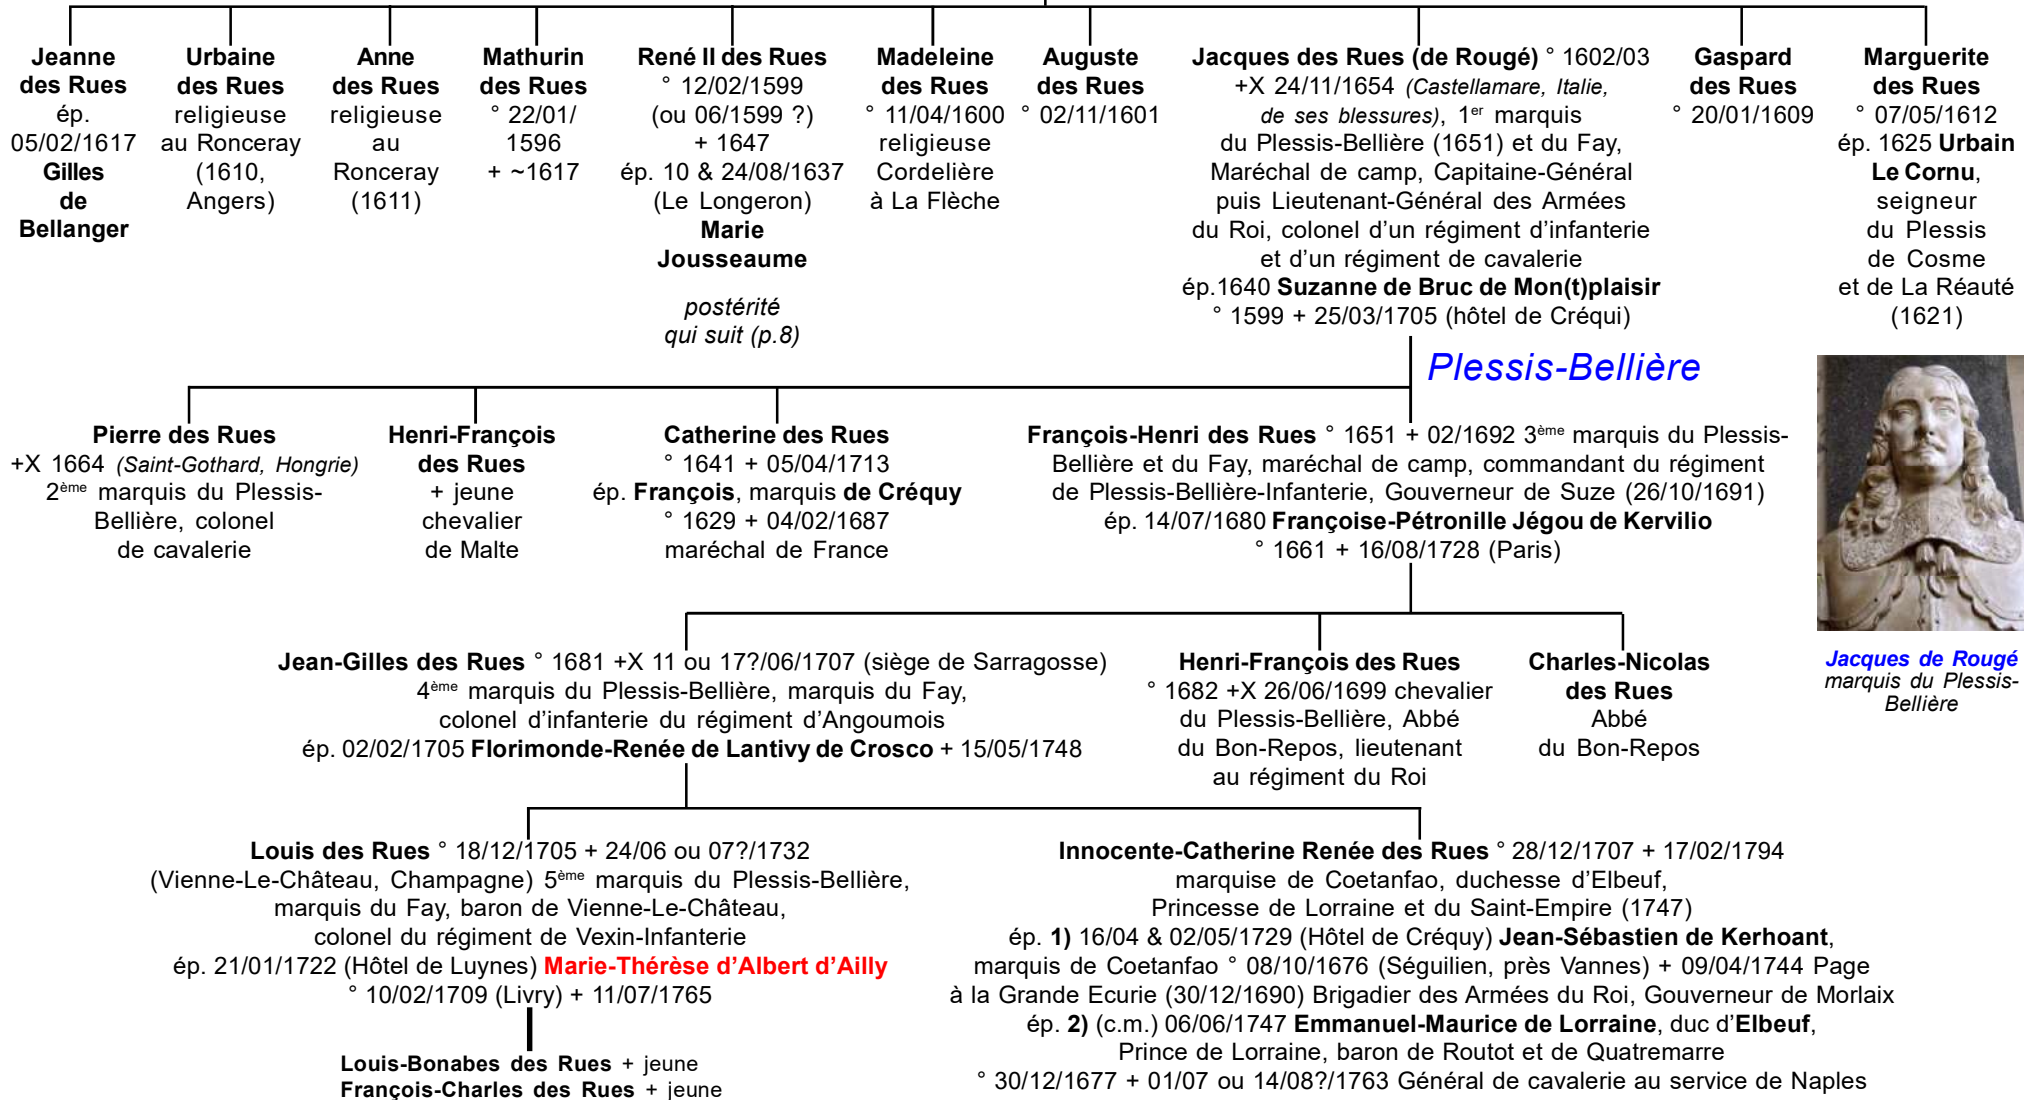 Jeanne
des Rues
ép.
05/02/1617
Gilles
de
Bellanger
Urbaine
des Rues
religieuse
au Ronceray
(1610,
Angers)
Anne
des Rues
religieuse
au
Ronceray
(1611)
Mathurin
des Rues
° 22/01/
1596
+ ~1617
René II des Rues
° 12/02/1599
(ou 06/1599 ?)
+ 1647
ép. 10 & 24/08/1637
(Le Longeron)
Marie
Jousseaume
postérité
qui suit (p.8)
Madeleine
des Rues
° 11/04/1600
religieuse
Cordelière
à La Flèche
Auguste
des Rues
° 02/11/1601
Jacques des Rues (de Rougé) ° 1602/03
+X 24/11/1654 (Castellamare, Italie,
de ses blessures), 1er marquis
du Plessis-Bellière (1651) et du Fay,
Maréchal de camp, Capitaine-Général
puis Lieutenant-Général des Armées
du Roi, colonel d'un régiment d'infanterie
et d'un régiment de cavalerie
ép.1640 Suzanne de Bruc de Mon(t)plaisir
° 1599 + 25/03/1705 (hôtel de Créqui)
Gaspard
des Rues
° 20/01/1609
Marguerite
des Rues
° 07/05/1612
ép. 1625 Urbain
Le Cornu,
seigneur
du Plessis
de Cosme
et de La Réauté
(1621)
Plessis-Bellière
Pierre des Rues
+X 1664 (Saint-Gothard, Hongrie)
2ème marquis du Plessis-
Bellière, colonel
de cavalerie
Henri-François
des Rues
+ jeune
chevalier
de Malte
Catherine des Rues
° 1641 + 05/04/1713
ép. François, marquis de Créquy
° 1629 + 04/02/1687
maréchal de France
François-Henri des Rues ° 1651 + 02/1692 3ème marquis du Plessis-
Bellière et du Fay, maréchal de camp, commandant du régiment
de Plessis-Bellière-Infanterie, Gouverneur de Suze (26/10/1691)
ép. 14/07/1680 Françoise-Pétronille Jégou de Kervilio
° 1661 + 16/08/1728 (Paris)
Jacques de Rougé
marquis du Plessis-
Bellière
Jean-Gilles des Rues ° 1681 +X 11 ou 17?/06/1707 (siège de Sarragosse)
4ème marquis du Plessis-Bellière, marquis du Fay,
colonel d'infanterie du régiment d'Angoumois
ép. 02/02/1705 Florimonde-Renée de Lantivy de Crosco + 15/05/1748
Henri-François des Rues
° 1682 +X 26/06/1699 chevalier
du Plessis-Bellière, Abbé
du Bon-Repos, lieutenant
au régiment du Roi
Charles-Nicolas
des Rues
Abbé
du Bon-Repos
Louis des Rues ° 18/12/1705 + 24/06 ou 07?/1732
(Vienne-Le-Château, Champagne) 5ème marquis du Plessis-Bellière,
marquis du Fay, baron de Vienne-Le-Château,
colonel du régiment de Vexin-Infanterie
ép. 21/01/1722 (Hôtel de Luynes) Marie-Thérèse d'Albert d'Ailly
° 10/02/1709 (Livry) + 11/07/1765
Louis-Bonabes des Rues + jeune
François-Charles des Rues + jeune
Innocente-Catherine Renée des Rues ° 28/12/1707 + 17/02/1794
marquise de Coetanfao, duchesse d'Elbeuf,
Princesse de Lorraine et du Saint-Empire (1747)
ép. 1) 16/04 & 02/05/1729 (Hôtel de Créquy) Jean-Sébastien de Kerhoant,
marquis de Coetanfao ° 08/10/1676 (Séguilien, près Vannes) + 09/04/1744 Page
à la Grande Ecurie (30/12/1690) Brigadier des Armées du Roi, Gouverneur de Morlaix
ép. 2) (c.m.) 06/06/1747 Emmanuel-Maurice de Lorraine, duc d'Elbeuf,
Prince de Lorraine, baron de Routot et de Quatremarre
° 30/12/1677 + 01/07 ou 14/08?/1763 Général de cavalerie au service de Naples